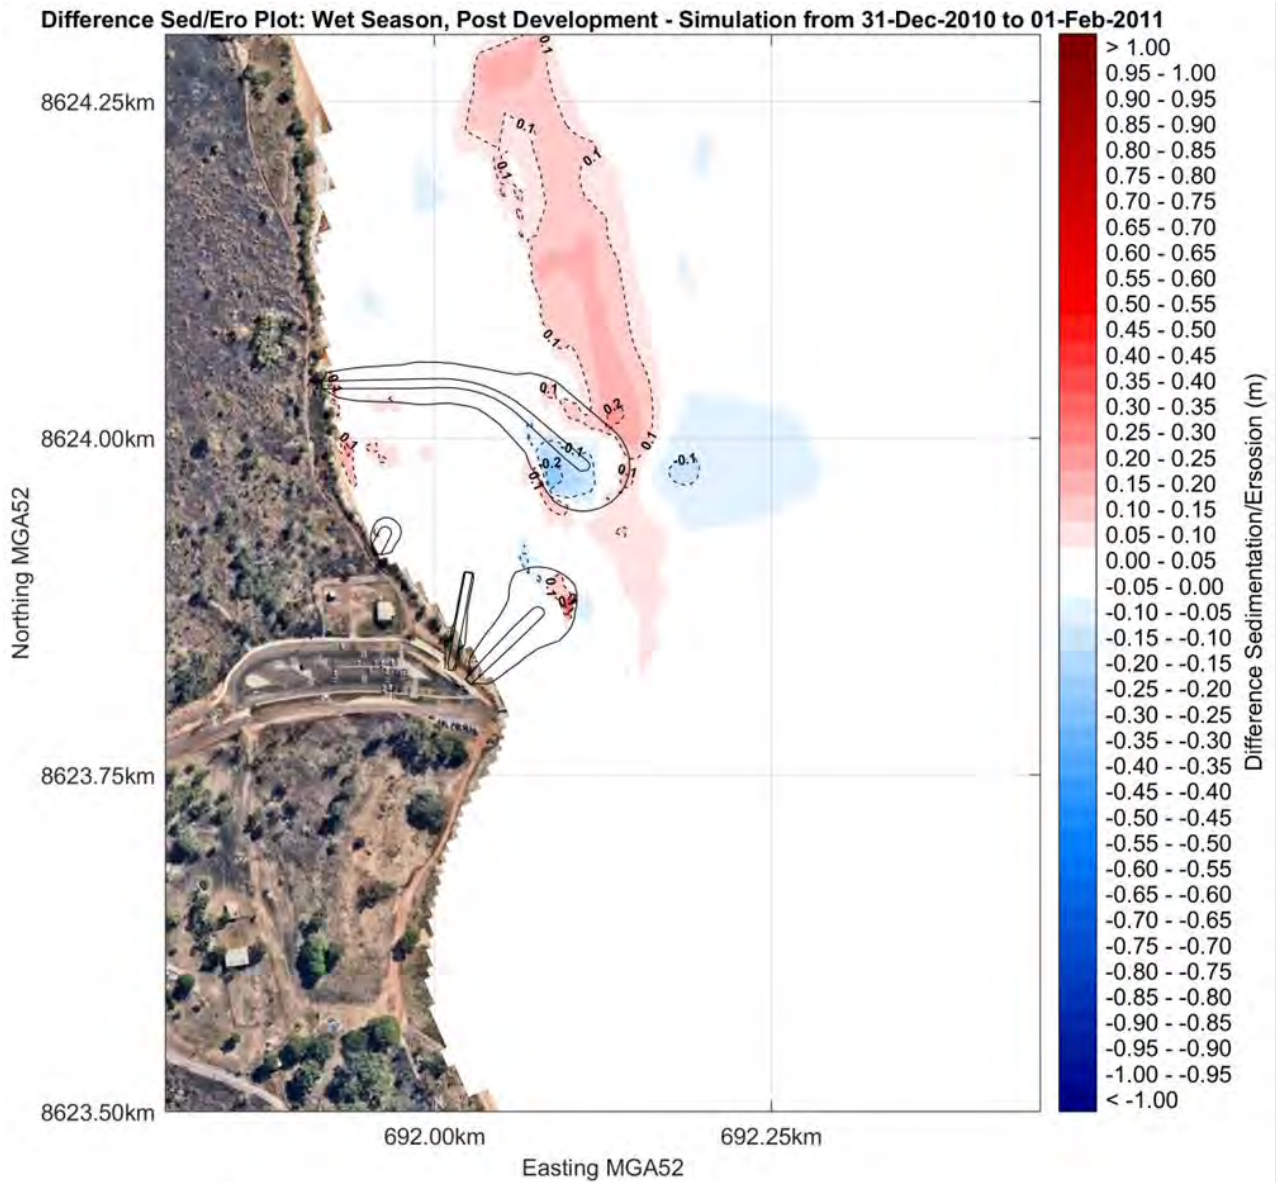 Difference Sed/Ero Plot: Wet Season, Post Development - Simulation from 31-Dec-2010 to 01-Feb-2011
8624.25km
8624.00km
8623.75km
8623.50km
Northing MGA52
692.00km
692.25km
Easting MGA52
0.1
0.1
0.1
0.1
0.1
0.1
0.1
0.2
0.1
0.1
-0.1
-0.2
0.1
0.1
-0.1
0.1
> 1.00
0.95 - 1.00
0.90 - 0.95
0.85 - 0.90
0.80 - 0.85
0.75 - 0.80
0.70 - 0.75
0.65 - 0.70
0.60 - 0.65
0.55 - 0.60
0.50 - 0.55
0.45 - 0.50
0.40 - 0.45
0.35 - 0.40
0.30 - 0.35
0.25 - 0.30
0.20 - 0.25
0.15 - 0.20
0.10 - 0.15
0.05 - 0.10
0.00 - 0.05
-0.05 - 0.00
-0.10 - -0.05
-0.15 - -0.10
-0.20 - -0.15
-0.25 - -0.20
-0.30 - -0.25
-0.35 - -0.30
-0.40 - -0.35
-0.45 - -0.40
-0.50 - -0.45
-0.55 - -0.50
-0.60 - -0.55
-0.65 - -0.60
-0.70 - -0.65
-0.75 - -0.70
-0.80 - -0.75
-0.85 - -0.80
-0.90 - -0.85
-0.95 - -0.90
-1.00 - -0.95
< -1.00
Difference Sedimentation/Ersosion (m)